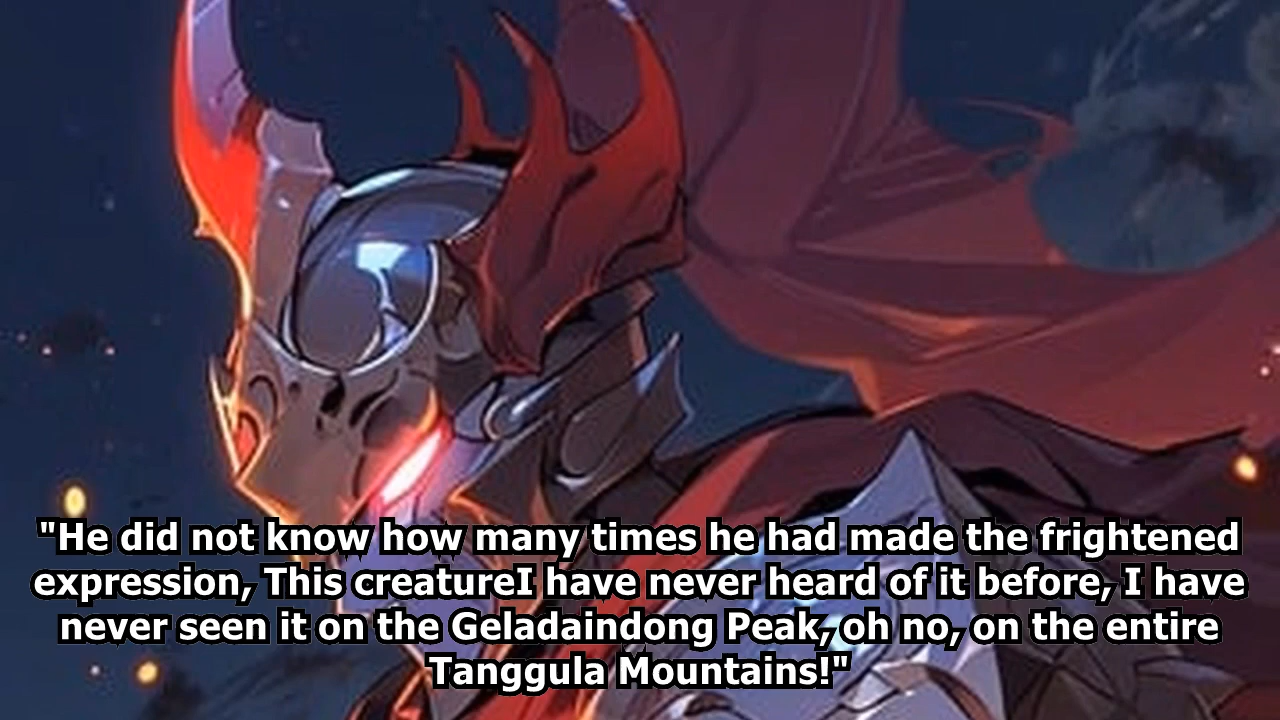 "He did not know how many times he had made the frightened
expression, This creatureI have never heard of it before, I have
never seen it on the Geladaindong Peak, oh no, on the entire
Tanggula Mountains!"